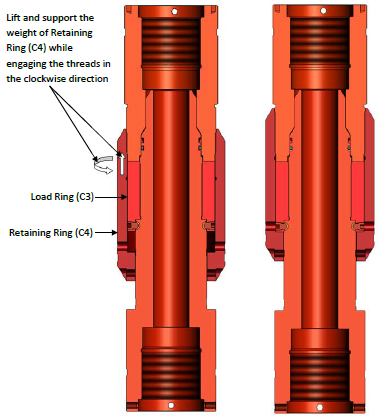 Lift and support the
weight of Retaining
Ring (C4) while
engaging the threads in
the clockwise direction
Load Ring (C3)
Retaining Ring (C4)